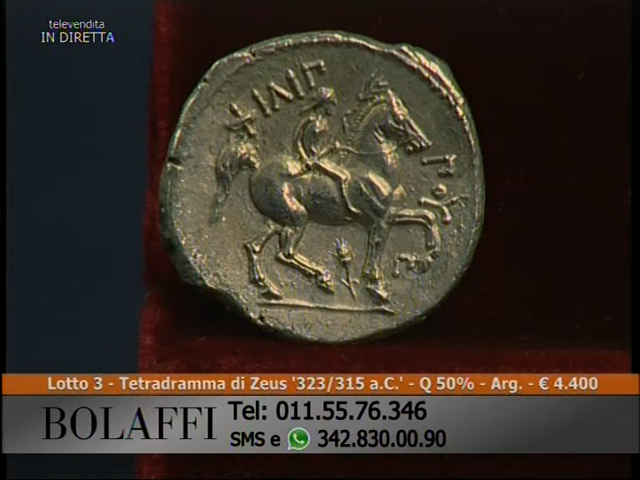 televendita
IN DIRETTA
Lotto 3 - Tetradramma di Zeus '323/315 a.C.' - Q 50% - Arg. - € 4.400
BOLAFFI
Tel: 011.55.76.346
SMS e 342.830.00.90